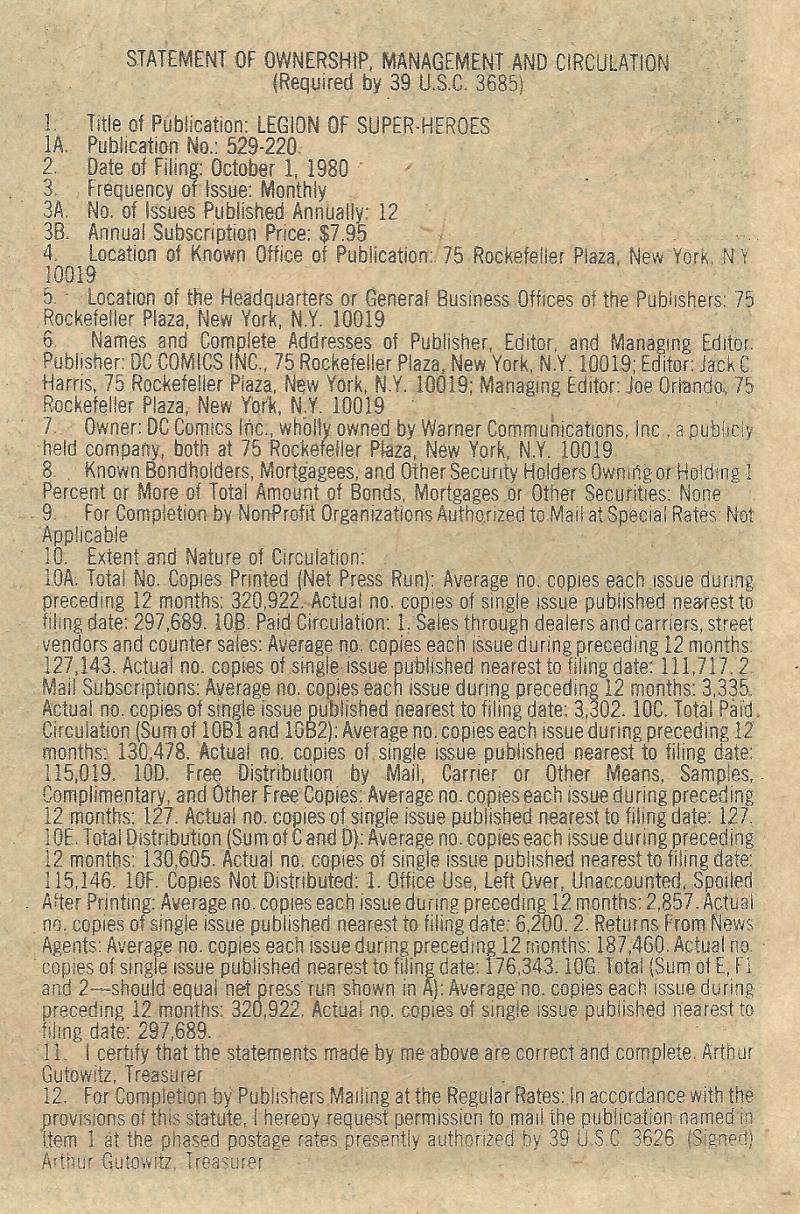 STATEMENT OF OWNERSHIP, MANAGEMENT AND CIRCULATION
(Required by 39 U.S.C. 3685)
1. Title of Publication: LEGION OF SUPER-HEROES
1A. Publication No.: 529-220
2. Date of Filing: October 1, 1980
3. Frequency of Issue: Monthly
3A. No. of Issues Published Annually: 12
3B. Annual Subscription Price: $7.95
4. Location of Known Office of Publication: 75 Rockefeller Plaza, New York, N.Y.
10019
5. Location of the Headquarters or General Business Offices of the Publishers: 75
Rockefeller Plaza, New York, N.Y. 10019
6. Names and Complete Addresses of Publisher, Editor, and Managing Editor.
Publisher: DC COMICS INC., 75 Rockefeller Plaza, New York, N.Y. 10019; Editor: Jack C.
Harris, 75 Rockefeller Plaza, New York, N.Y. 10019; Managing Editor: Joe Orlando, 75
Rockefeller Plaza, New York, N.Y. 10019
7. Owner: DC Comics Inc., wholly owned by Warner Communications, Inc., a publicly
held company, both at 75 Rockefeller Plaza, New York, N.Y. 10019
8. Known Bondholders, Mortgagees, and Other Security Holders Owning or Holding 1
Percent or More of Total Amount of Bonds, Mortgages or Other Securities: None
9. For Completion by NonProfit Organizations Authorized to Mail at Special Rates: Not
Applicable
10. Extent and Nature of Circulation:
10A. Total No. Copies Printed (Net Press Run): Average no. copies each issue during
preceding 12 months: 320,922. Actual no. copies of single issue published nearest to
filing date: 297,689. 10B. Paid Circulation: 1. Sales through dealers and carriers, street
vendors and counter sales: Average no. copies each issue during preceding 12 months:
127,143. Actual no. copies of single issue published nearest to filing date: 111,717. 2.
Mail Subscriptions: Average no. copies each issue during preceding 12 months: 3,335.
Actual no. copies of single issue published nearest to filing date: 3,302. 10C. Total Paid
Circulation (Sum of 10B1 and 10B2): Average no. copies each issue during preceding 12
months: 130,478. Actual no. copies of single issue published nearest to filing date:
115,019. 10D. Free Distribution by Mail, Carrier or Other Means, Samples,
Complimentary, and Other Free Copies: Average no. copies each issue during preceding
12 months: 127. Actual no. copies of single issue published nearest to filing date: 127.
10E. Total Distribution (Sum of C and D): Average no. copies each issue during preceding
12 months: 130,605. Actual no. copies of single issue published nearest to filing date:
115,146. 10F. Copies Not Distributed: 1. Office Use, Left Over, Unaccounted, Spoiled
After Printing: Average no. copies each issue during preceding 12 months: 2,857. Actual
no. copies of single issue published nearest to filing date: 6,200. 2. Returns From News
Agents: Average no. copies each issue during preceding 12 months: 187,460. Actual no.
copies of single issue published nearest to filing date: 176,343. 10G. Total (Sum of E, F1
and 2—should equal net press run shown in A): Average no. copies each issue during
preceding 12 months: 320,922. Actual no. copies of single issue published nearest to
filing date: 297,689.
11. I certify that the statements made by me above are correct and complete. Arthur
Gutowitz, Treasurer
12. For Completion by Publishers Mailing at the Regular Rates: In accordance with the
provisions of this statute, I hereby request permission to mail the publication named in
Item 1 at the phased postage rates presently authorized by 39 U.S.C. 3626 (Signed)
Arthur Gutowitz, Treasurer